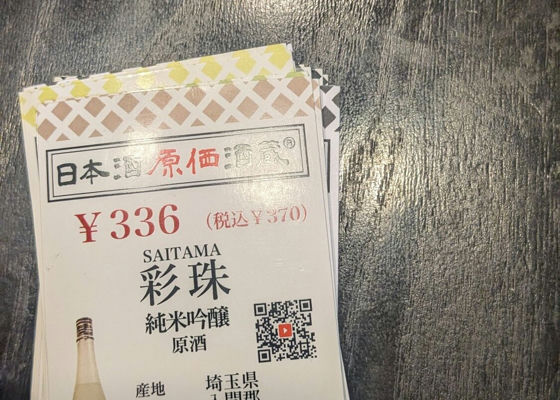 日本酒原価酒蔵®
¥336 (税込¥370)
SAITAMA
彩珠
純米吟醸
原酒
産地 埼玉県
入間郡